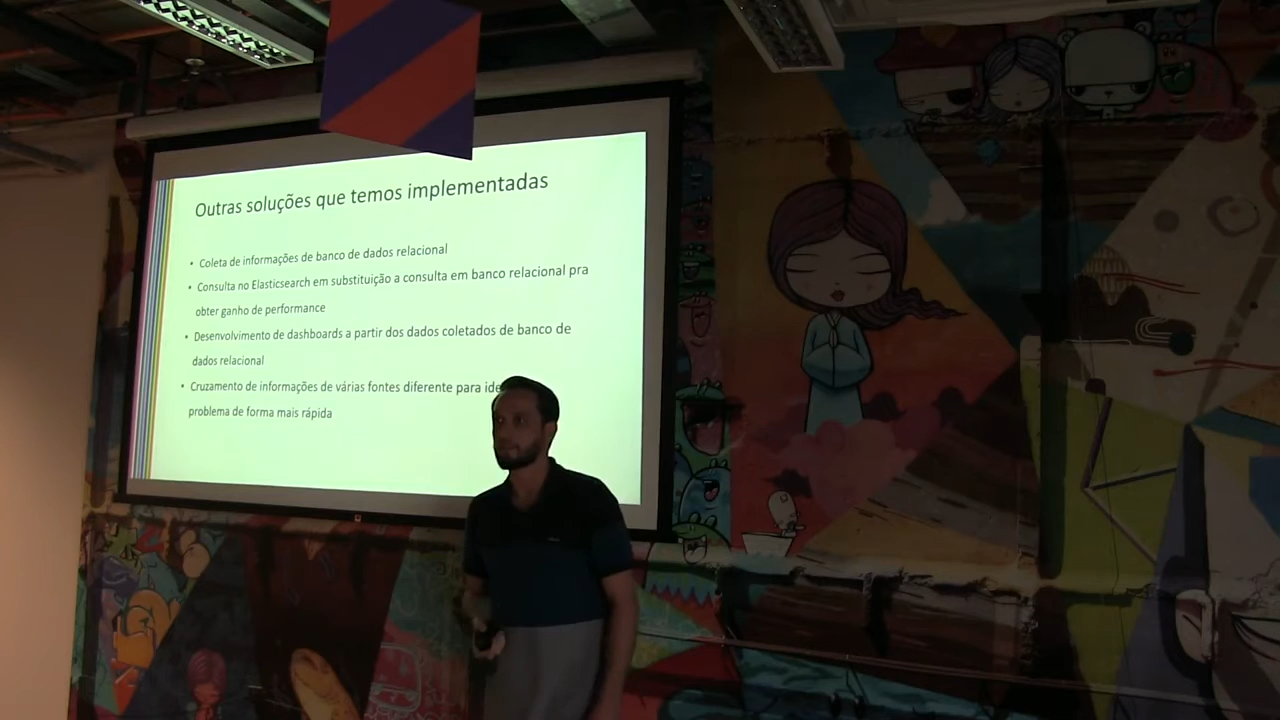 Outras soluções que temos implementadas
• Coleta de informações de banco de dados relacional
• Consulta no Elasticsearch em substituição a consulta em banco relacional pra
obter ganho de performance
• Desenvolvimento de dashboards a partir dos dados coletados de banco de
dados relacional
• Cruzamento de informações de várias fontes diferente para ide
problema de forma mais rápida